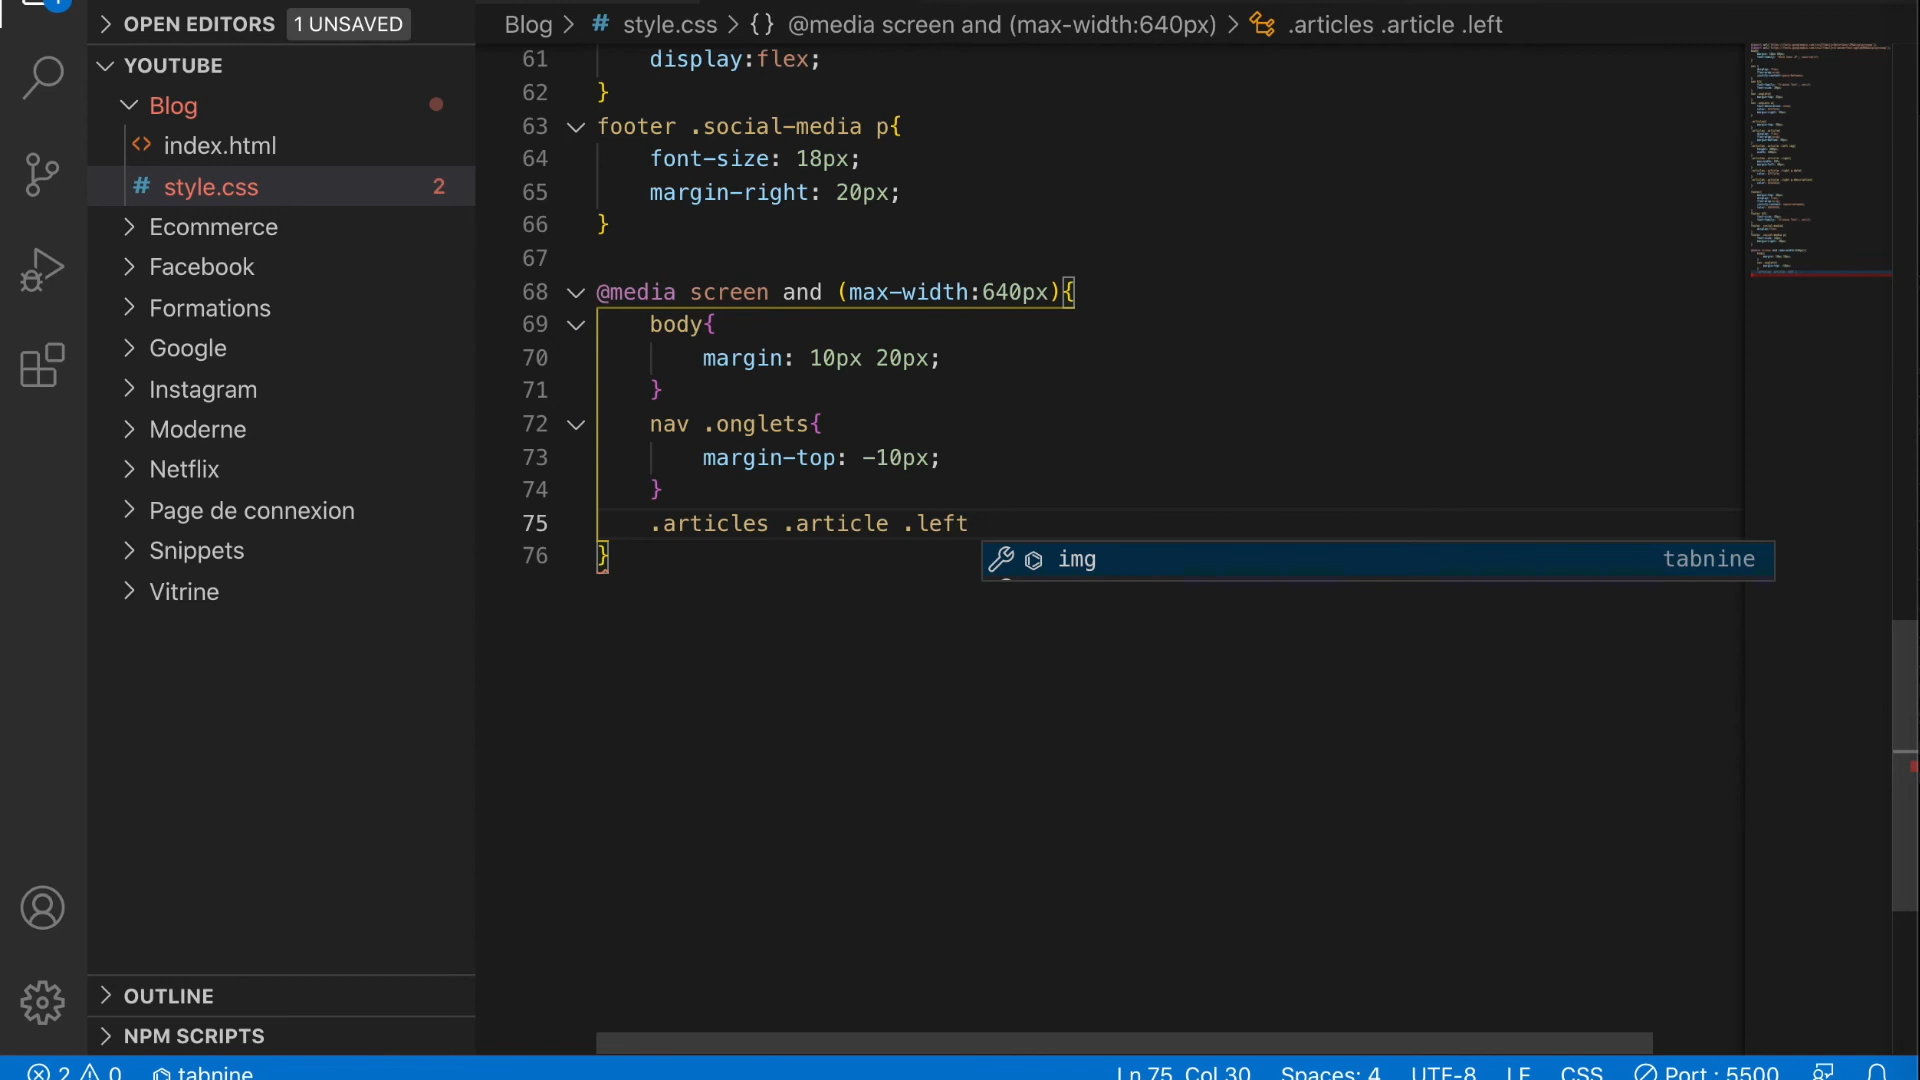 OPEN EDITORS 1 UNSAVED
YOUTUBE
Blog
index.html
style.css 2
Ecommerce
Facebook
Formations
Google
Instagram
Moderne
Netflix
Page de connexion
Snippets
Vitrine
OUTLINE
NPM SCRIPTS
Blog > # style.css > {} @media screen and (max-width:640px) > .articles .article .left
61 display:flex;
62 }
63 footer .social-media p{
64 font-size: 18px;
65 margin-right: 20px;
66 }
67
68 @media screen and (max-width:640px){
69 body{
70 margin: 10px 20px;
71 }
72 nav .onglets{
73 margin-top: -10px;
74 }
75 .articles .article .left
76 }
img tabnine
2 0 tabnine Ln 75, Col 30 Spaces: 4 UTF-8 LF CSS Port : 5500